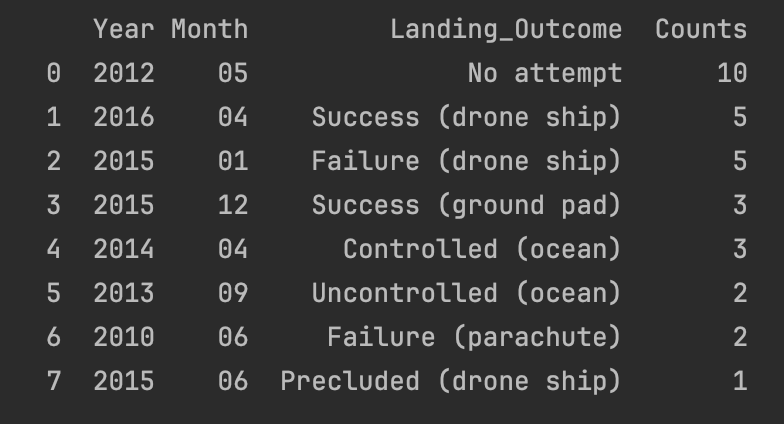 Year Month Landing_Outcome Counts
0 2012 05 No attempt 10
1 2016 04 Success (drone ship) 5
2 2015 01 Failure (drone ship) 5
3 2015 12 Success (ground pad) 3
4 2014 04 Controlled (ocean) 3
5 2013 09 Uncontrolled (ocean) 2
6 2010 06 Failure (parachute) 2
7 2015 06 Precluded (drone ship) 1